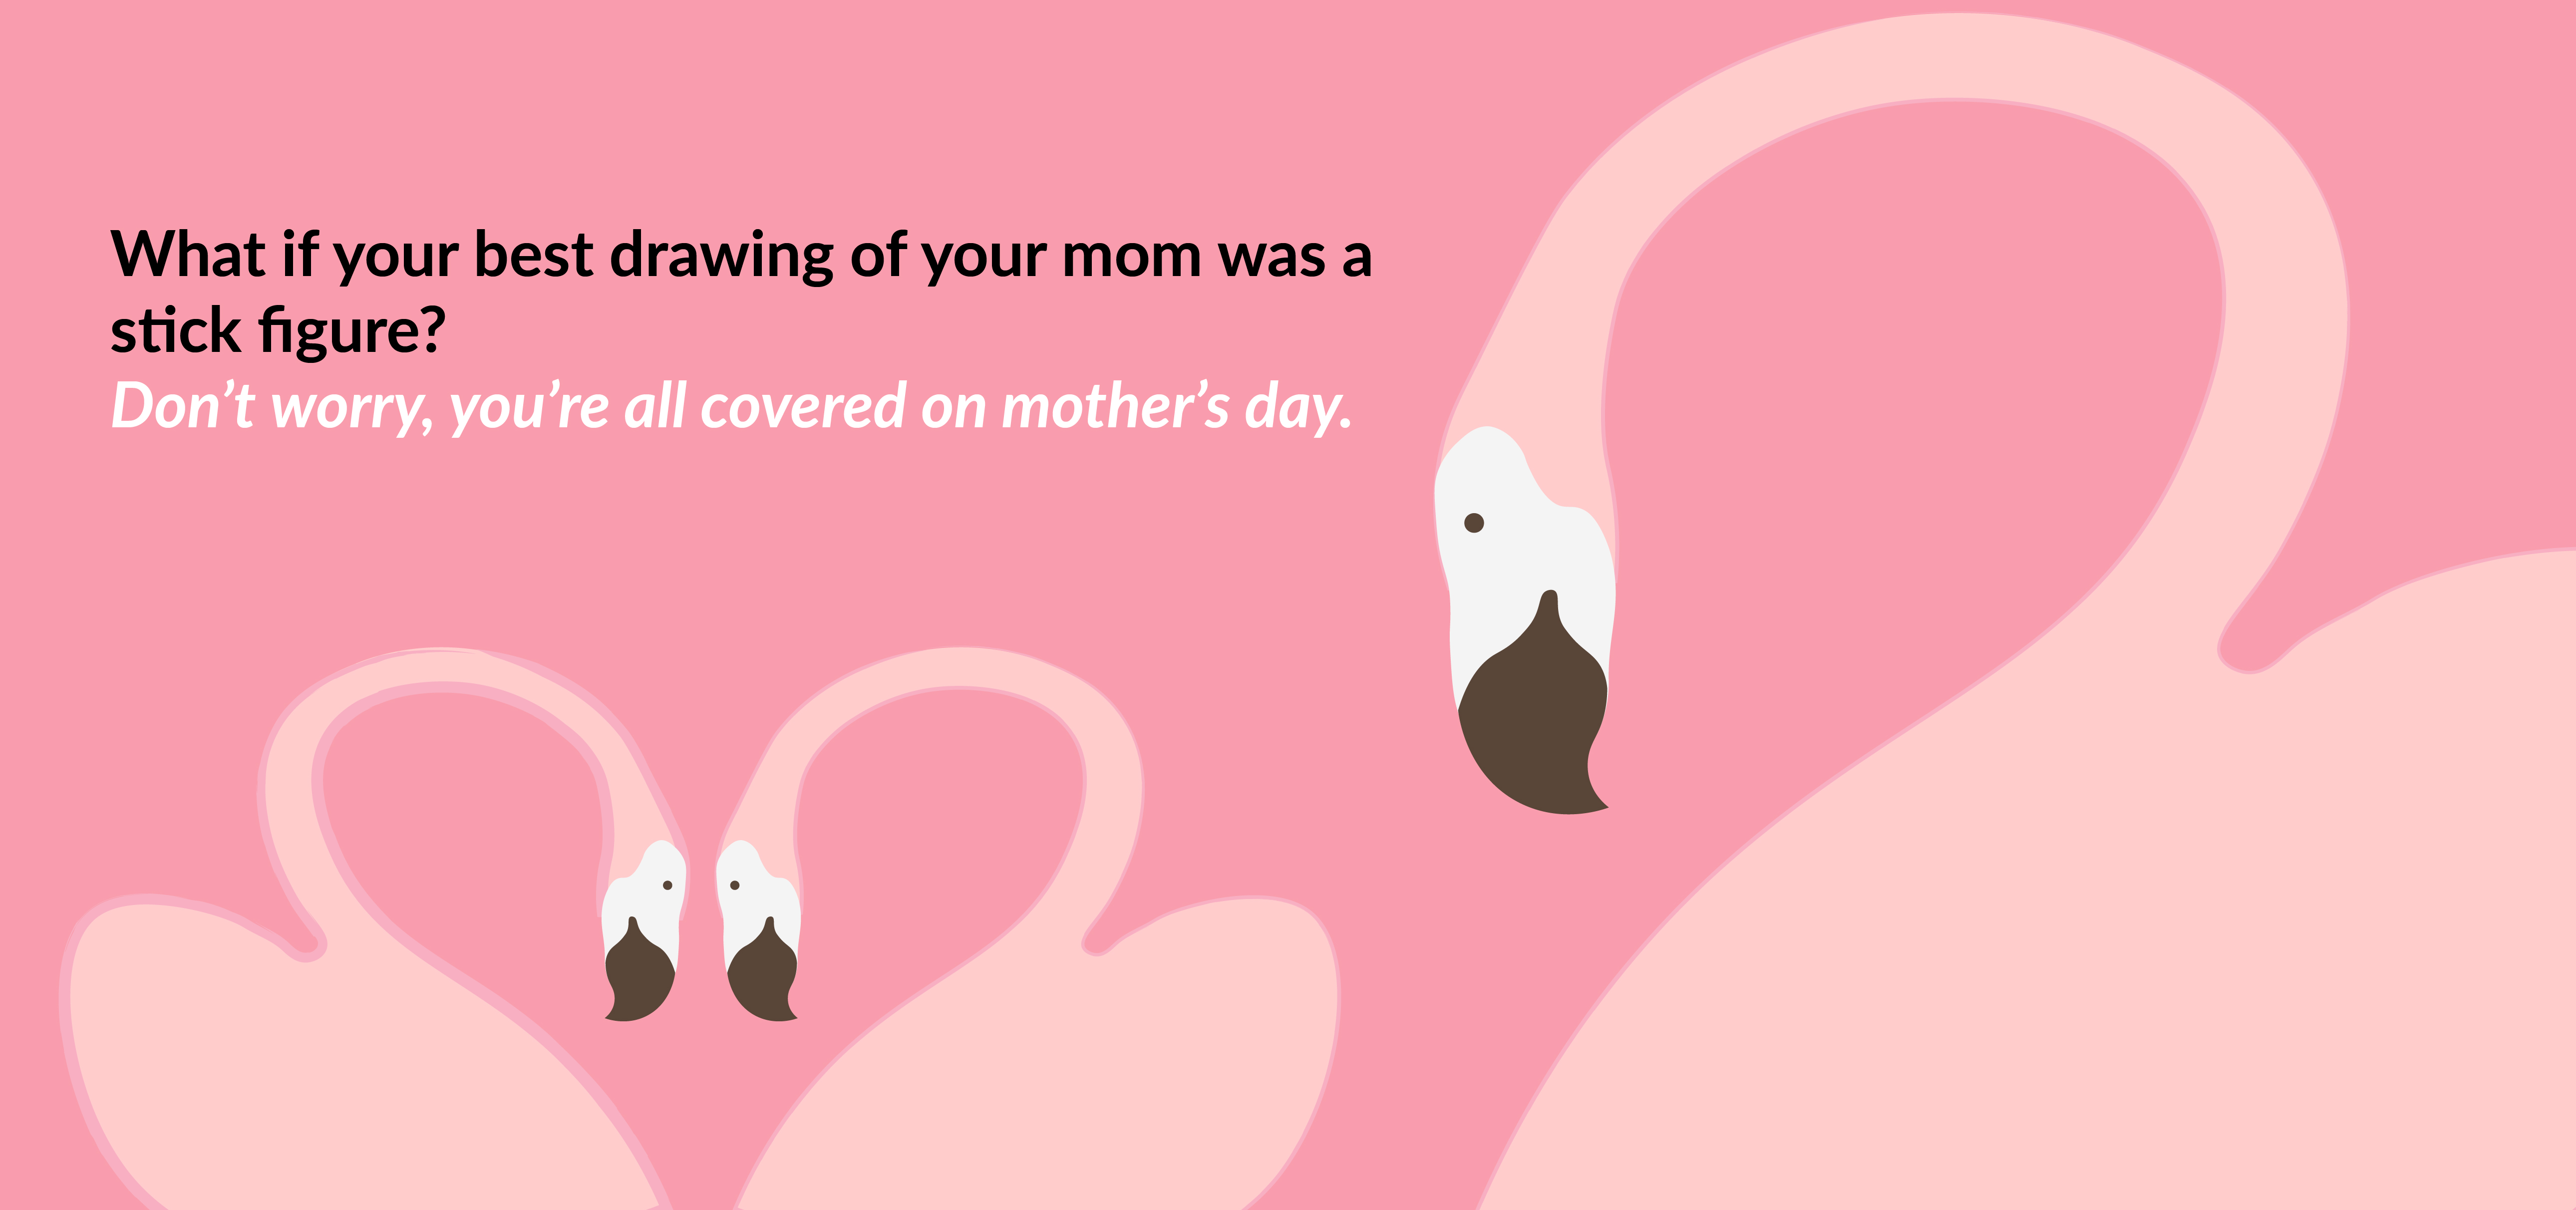 What if your best drawing of your mom was a
stick figure?
Don’t worry, you’re all covered on mother’s day.